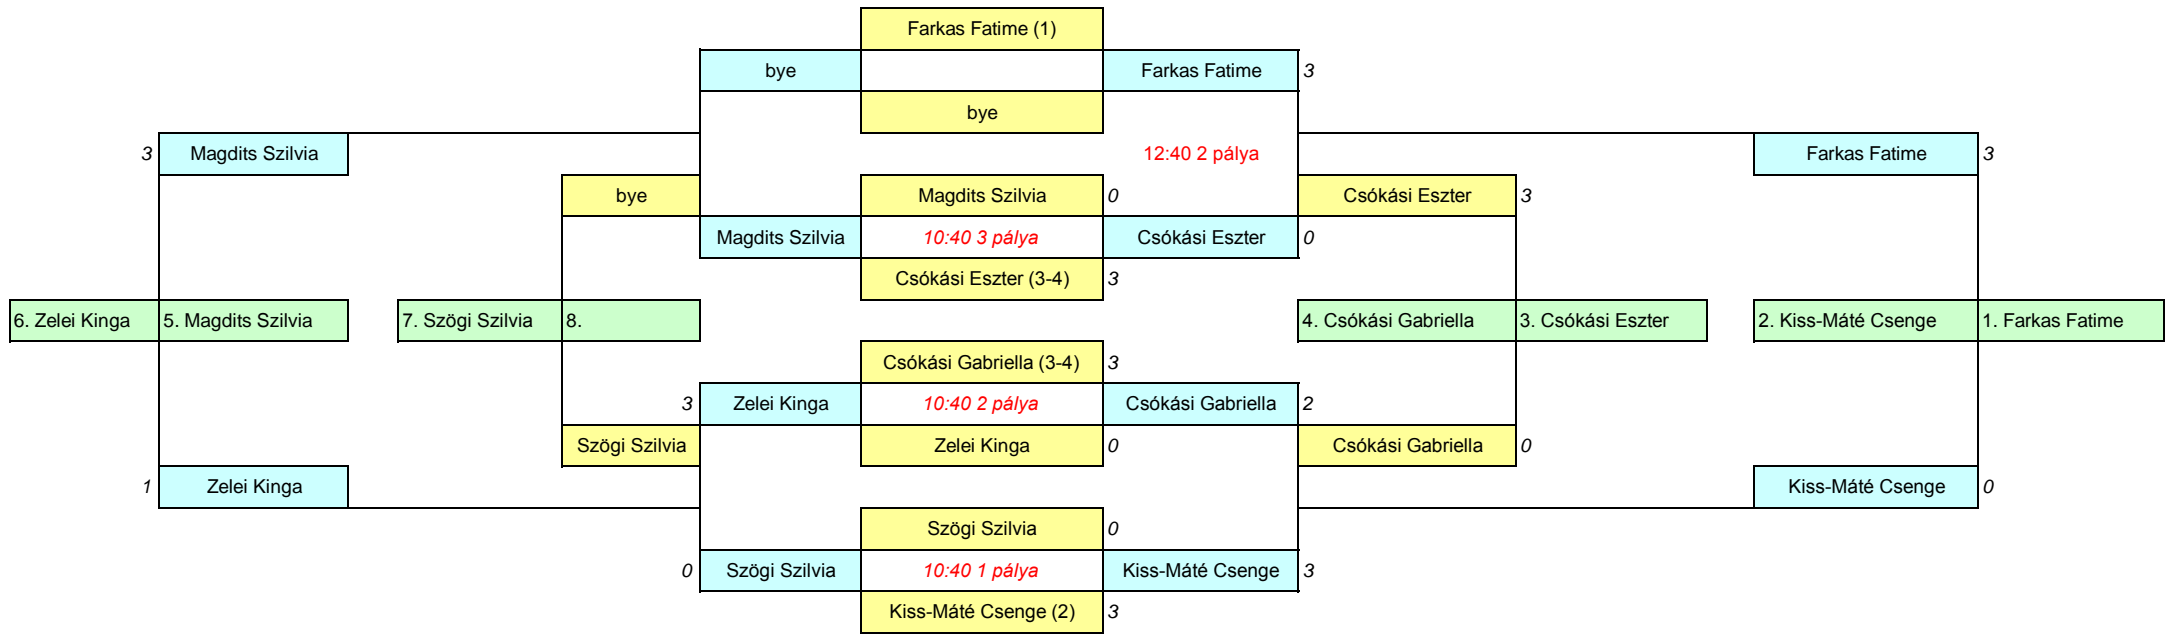 Farkas Fatime (1)
bye Farkas Fatime 3
bye
3 Magdits Szilvia 12:40 2 pálya Farkas Fatime 3
bye Magdits Szilvia 0 Csókási Eszter 3
Magdits Szilvia 10:40 3 pálya Csókási Eszter 0
Csókási Eszter (3-4) 3
6. Zelei Kinga 5. Magdits Szilvia 7. Szögi Szilvia 8. 4. Csókási Gabriella 3. Csókási Eszter 2. Kiss-Máté Csenge 1. Farkas Fatime
Csókási Gabriella (3-4) 3
3 Zelei Kinga 10:40 2 pálya Csókási Gabriella 2
Szögi Szilvia Zelei Kinga 0 Csókási Gabriella 0
1 Zelei Kinga Kiss-Máté Csenge 0
Szögi Szilvia 0
0 Szögi Szilvia 10:40 1 pálya Kiss-Máté Csenge 3
Kiss-Máté Csenge (2) 3